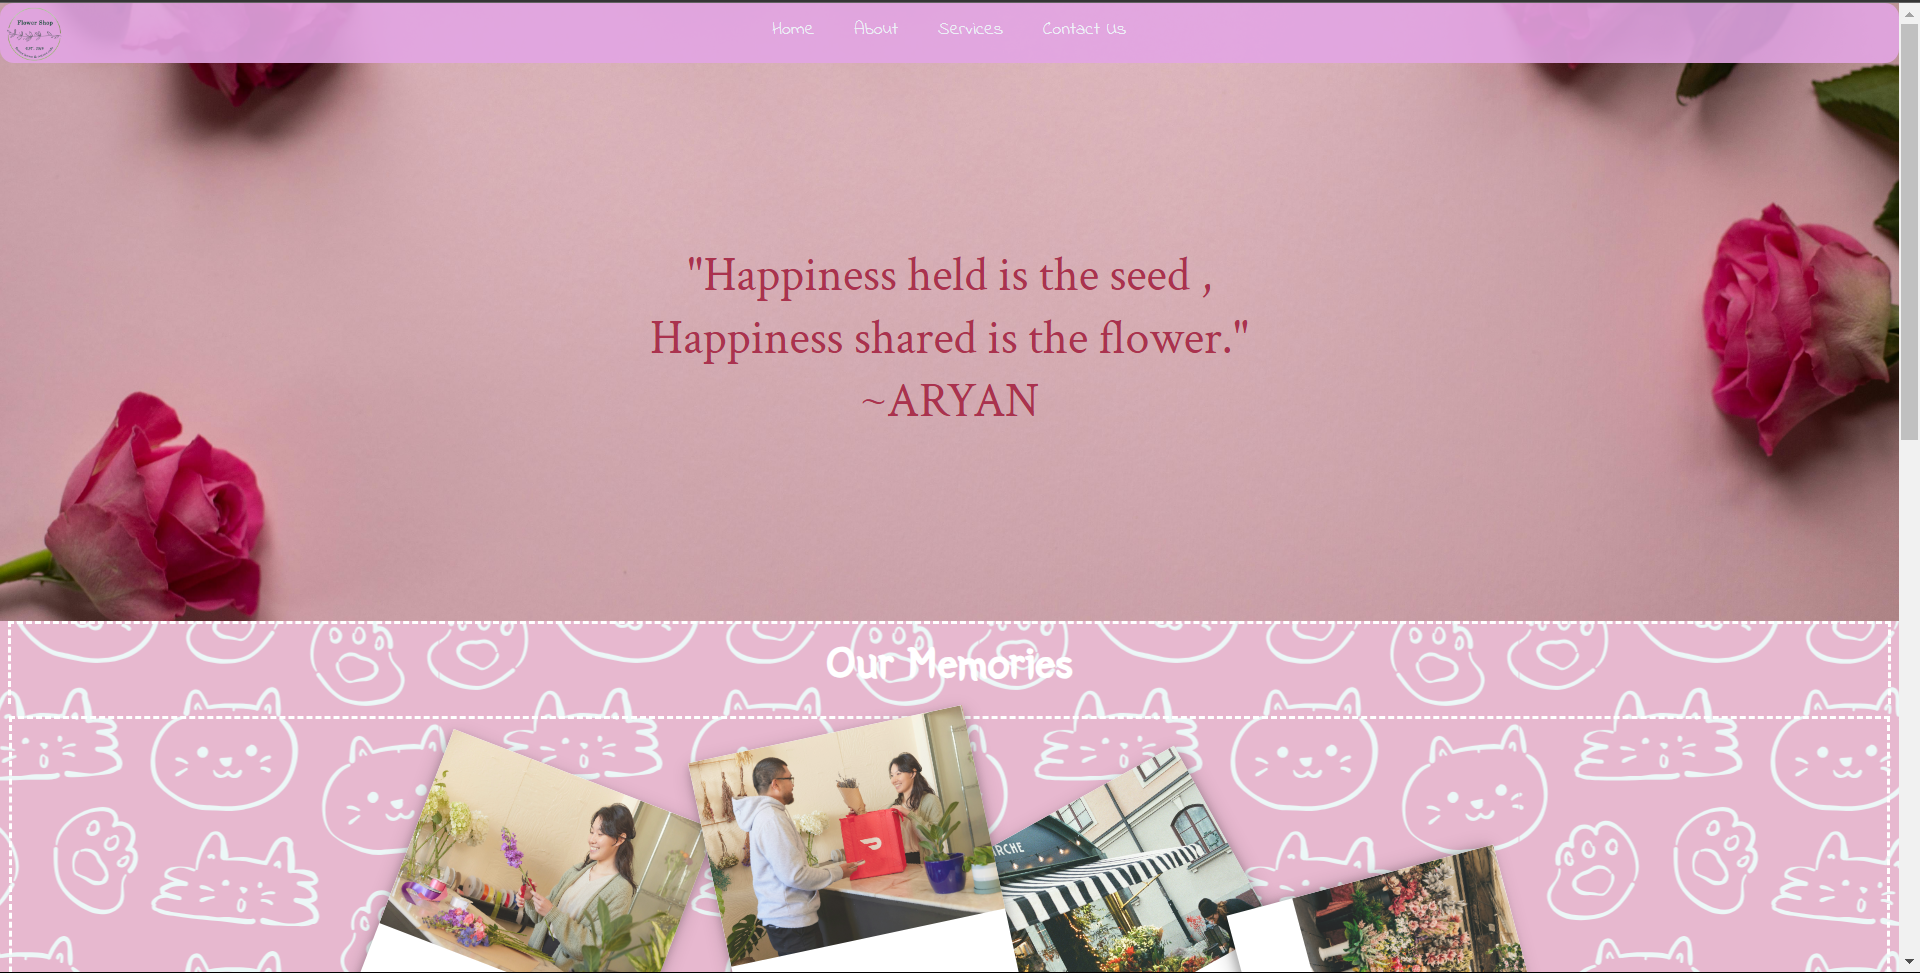 Flower Shop
EST. 2020
Home About Services Contact Us
"Happiness held is the seed ,
Happiness shared is the flower."
~ARYAN
Our Memories
RCHE